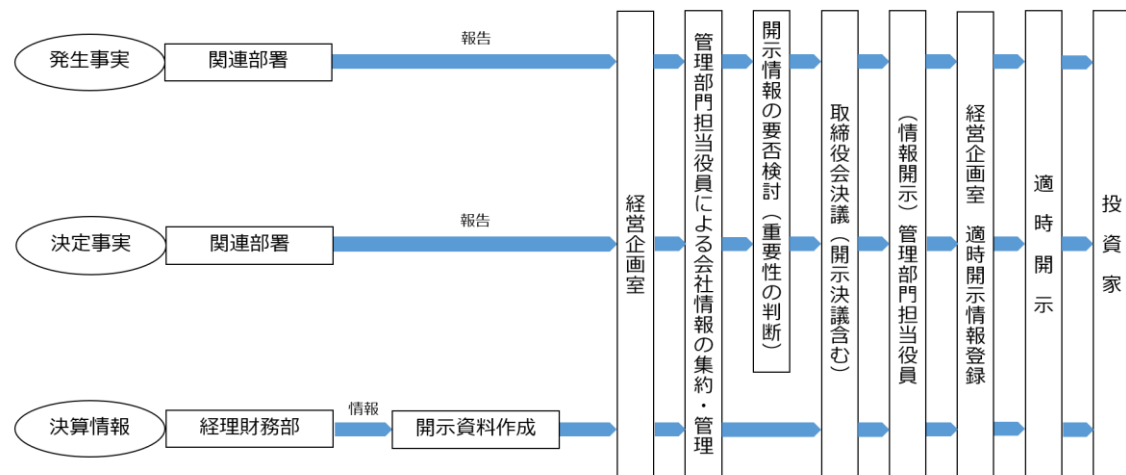 発生事実
関連部署
報告
決定事実
関連部署
報告
決算情報
経理財務部
情報
開示資料作成
経営企画室
管理部門担当役員による会社情報の集約・管理
開示情報の要否検討（重要性の判断）
取締役会決議（開示決議含む）
（情報開示）管理部門担当役員
経営企画室　適時開示情報登録
適時開示
投資家